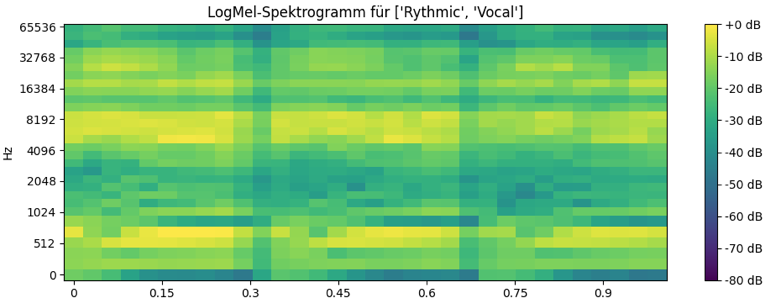 LogMel-Spektrogramm für ['Rythmic', 'Vocal']
Hz
65536
32768
16384
8192
4096
2048
1024
512
0
0
0.15
0.3
0.45
0.6
0.75
0.9
+0 dB
-10 dB
-20 dB
-30 dB
-40 dB
-50 dB
-60 dB
-70 dB
-80 dB